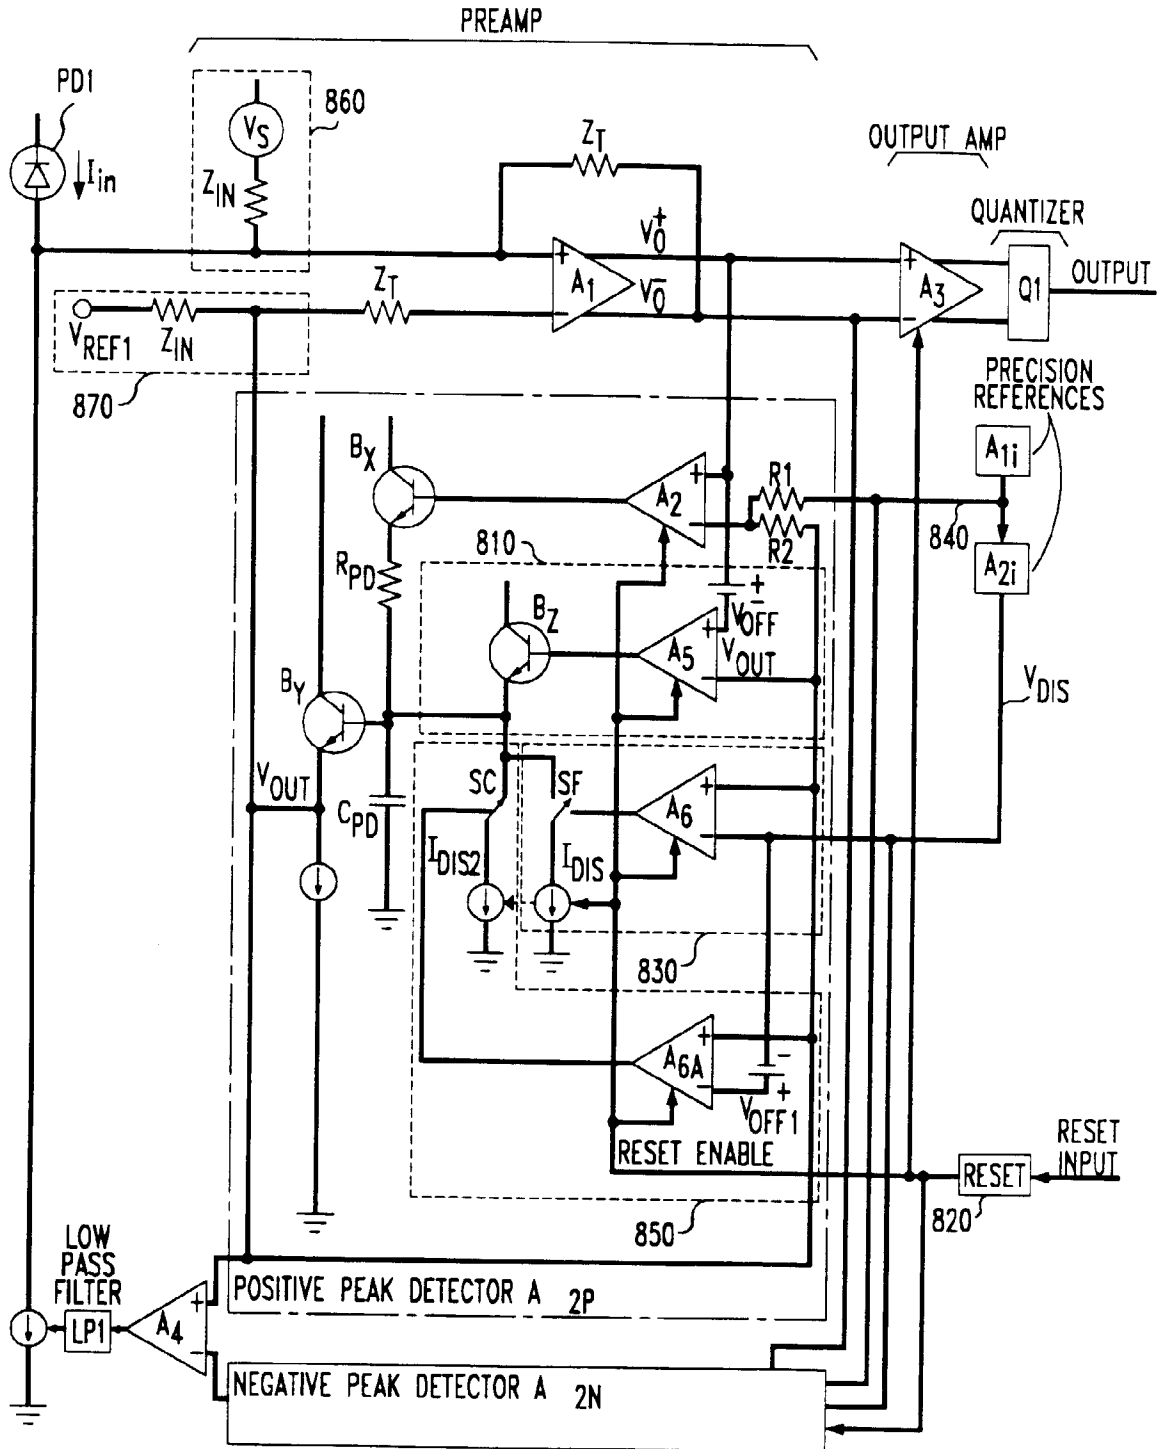 PREAMP
PD1
860
V_S
Z_T
OUTPUT AMP
I_in
Z_IN
QUANTIZER
V_0^+
A_1
V_0^-
A_3
Q1
OUTPUT
Z_T
V_REF1
Z_IN
870
PRECISION
REFERENCES
A_1i
B_X
A_2
R1
R2
840
A_2i
810
R_PD
V_OFF
B_Z
A_5
V_OUT
B_Y
V_DIS
V_OUT
SC
SF
C_PD
A_6
I_DIS2
I_DIS
830
A_6A
V_OFF1
RESET ENABLE
RESET
INPUT
RESET
820
850
LOW
PASS
FILTER
POSITIVE PEAK DETECTOR A 2P
LP1
A_4
NEGATIVE PEAK DETECTOR A 2N